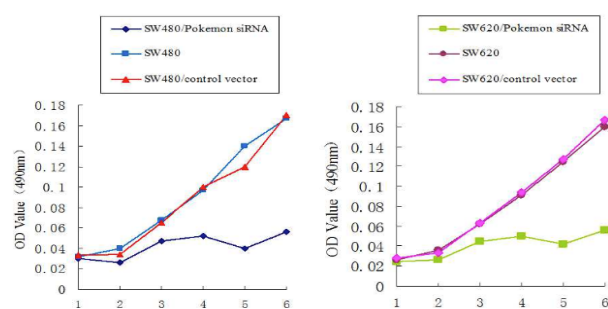 SW480/Pokemon siRNA
SW480
SW480/control vector
OD Value (490nm)
0.18
0.16
0.14
0.12
0.1
0.08
0.06
0.04
0.02
0
1 2 3 4 5 6
SW620/Pokemon siRNA
SW620
SW620/control vector
OD Value (490nm)
0.18
0.16
0.14
0.12
0.1
0.08
0.06
0.04
0.02
0
1 2 3 4 5 6